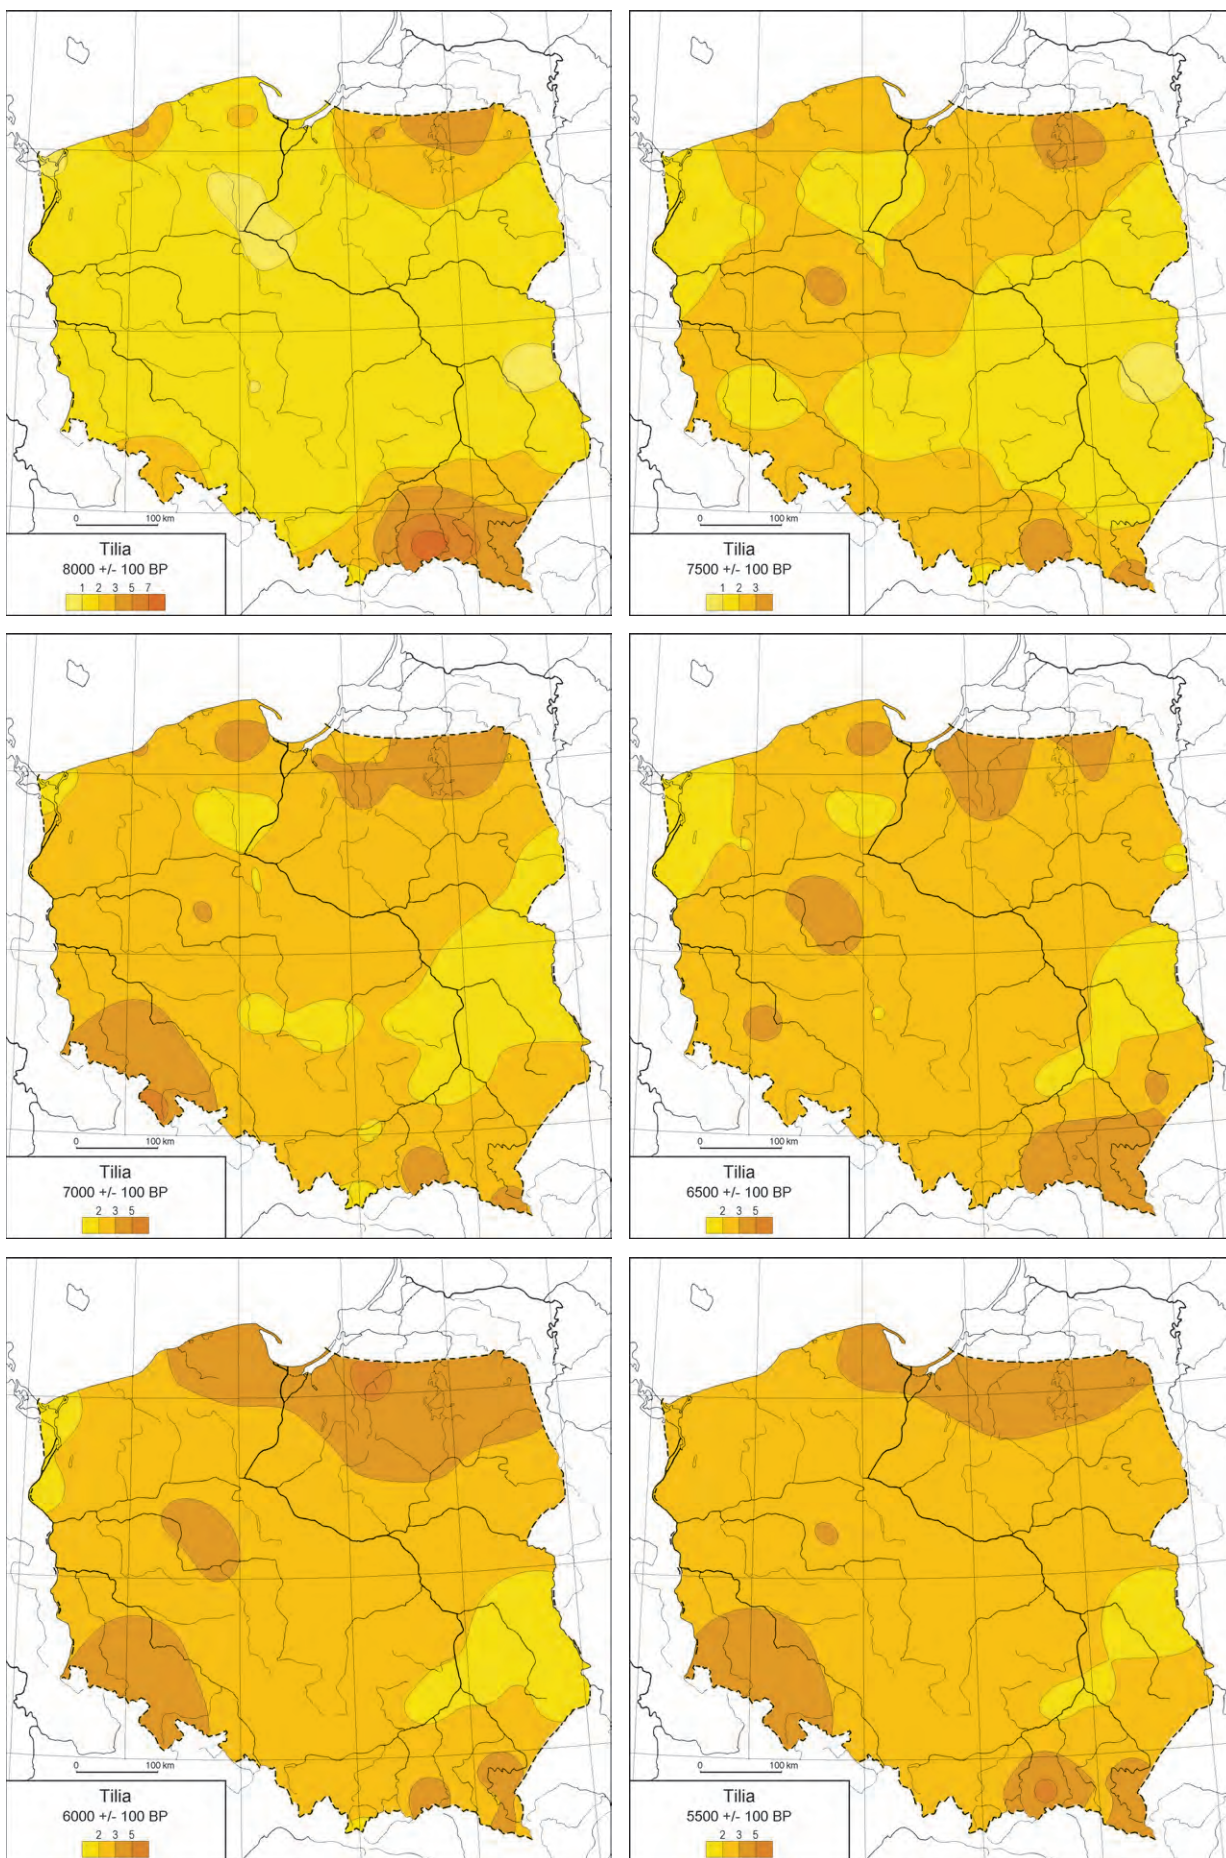 0 100 km
Tilia
8000 +/- 100 BP
1 2 3 5 7
0 100 km
Tilia
7500 +/- 100 BP
1 2 3
0 100 km
Tilia
7000 +/- 100 BP
2 3 5
0 100 km
Tilia
6500 +/- 100 BP
2 3 5
0 100 km
Tilia
6000 +/- 100 BP
2 3 5
0 100 km
Tilia
5500 +/- 100 BP
2 3 5